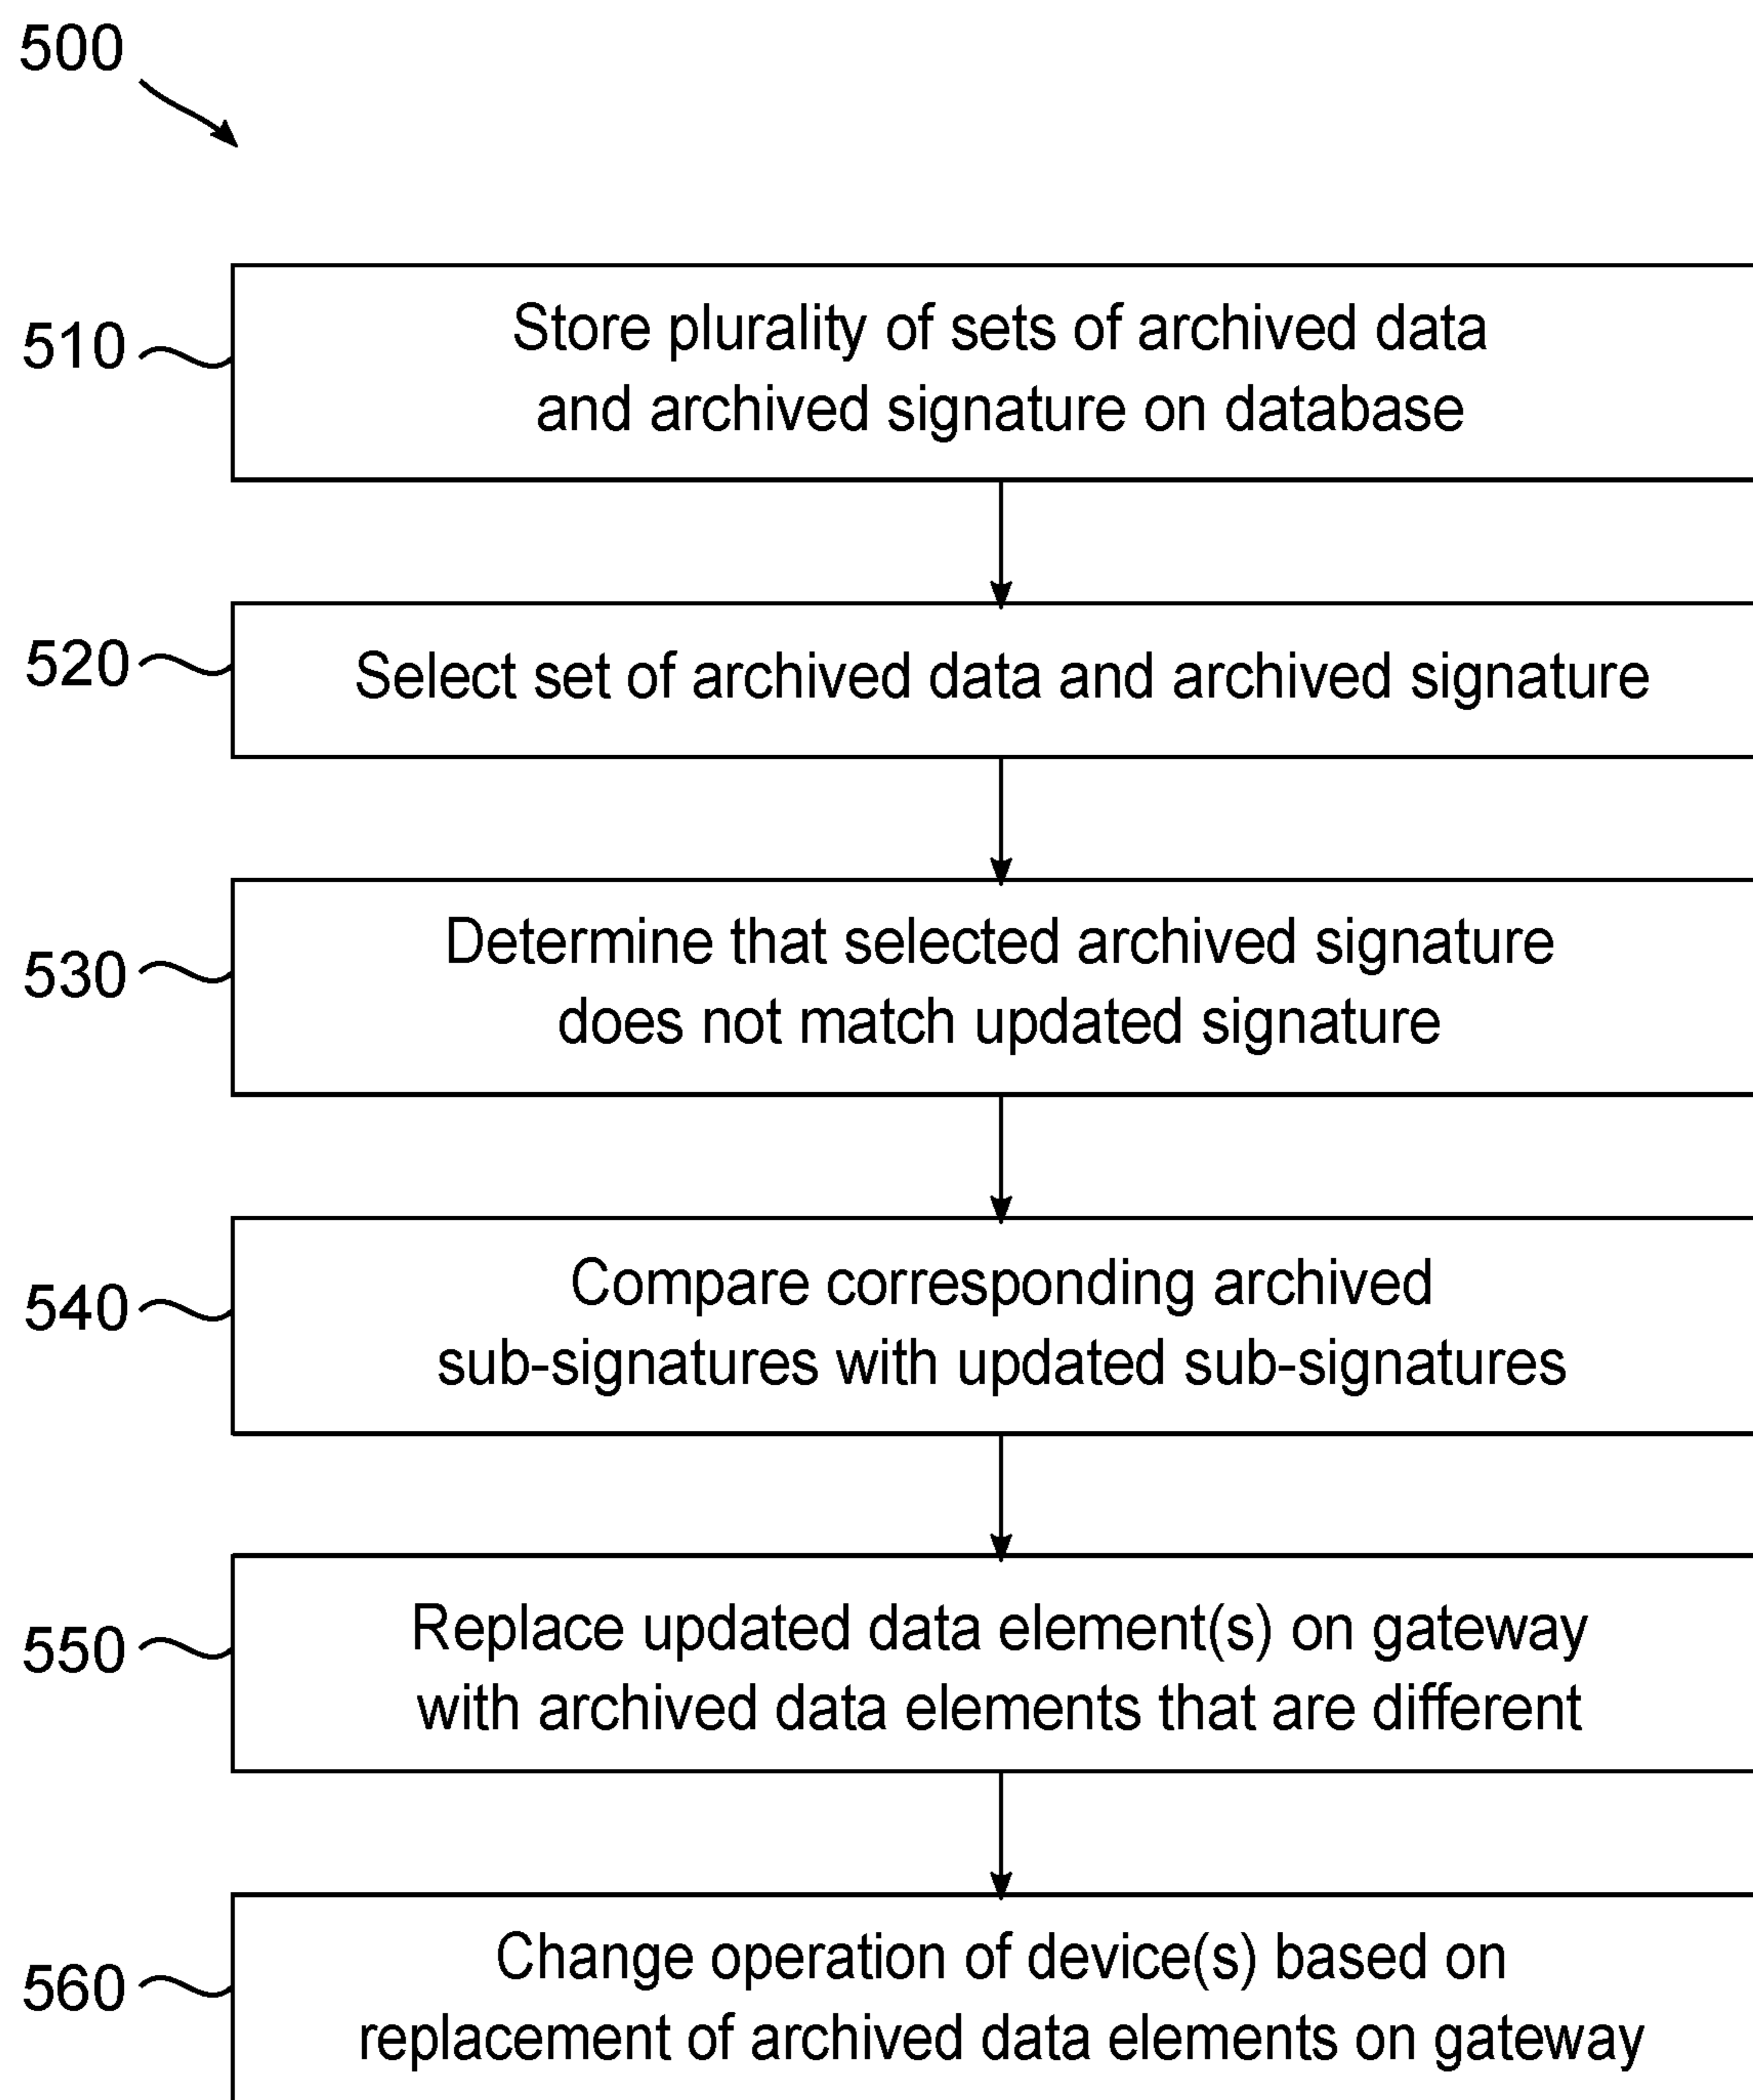 500
510
Store plurality of sets of archived data
and archived signature on database
520
Select set of archived data and archived signature
530
Determine that selected archived signature
does not match updated signature
540
Compare corresponding archived
sub-signatures with updated sub-signatures
550
Replace updated data element(s) on gateway
with archived data elements that are different
560
Change operation of device(s) based on
replacement of archived data elements on gateway